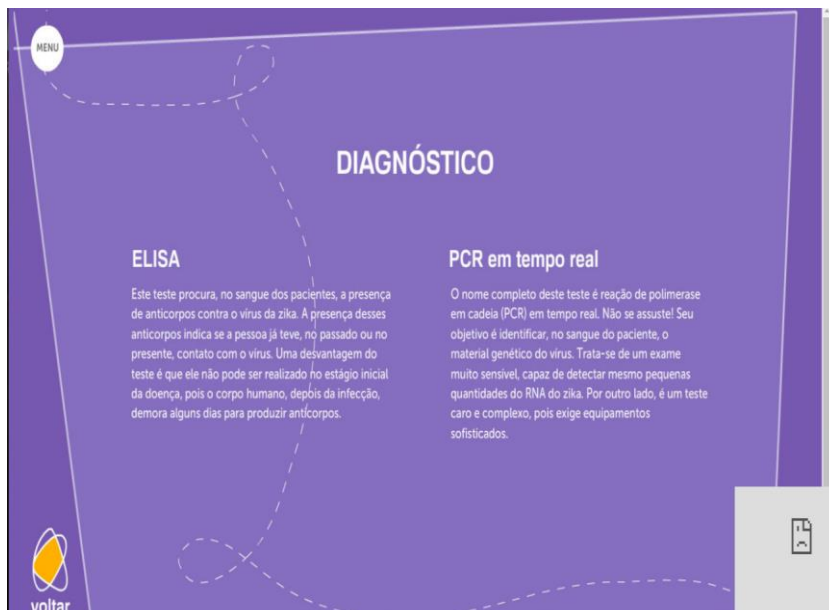 MENU
DIAGNÓSTICO
ELISA
Este teste procura, no sangue dos pacientes, a presença
de anticorpos contra o vírus da zika. A presença desses
anticorpos indica se a pessoa já teve, no passado ou no
presente, contato com o vírus. Uma desvantagem do
teste é que ele não pode ser realizado no estágio inicial
da doença, pois o corpo humano, depois da infecção,
demora alguns dias para produzir anticorpos.
PCR em tempo real
O nome completo deste teste é reação de polimerase
em cadeia (PCR) em tempo real. Não se assuste! Seu
objetivo é identificar, no sangue do paciente, o
material genético do vírus. Trata-se de um exame
muito sensível, capaz de detectar mesmo pequenas
quantidades do RNA do zika. Por outro lado, é um teste
caro e complexo, pois exige equipamentos
sofisticados.
voltar